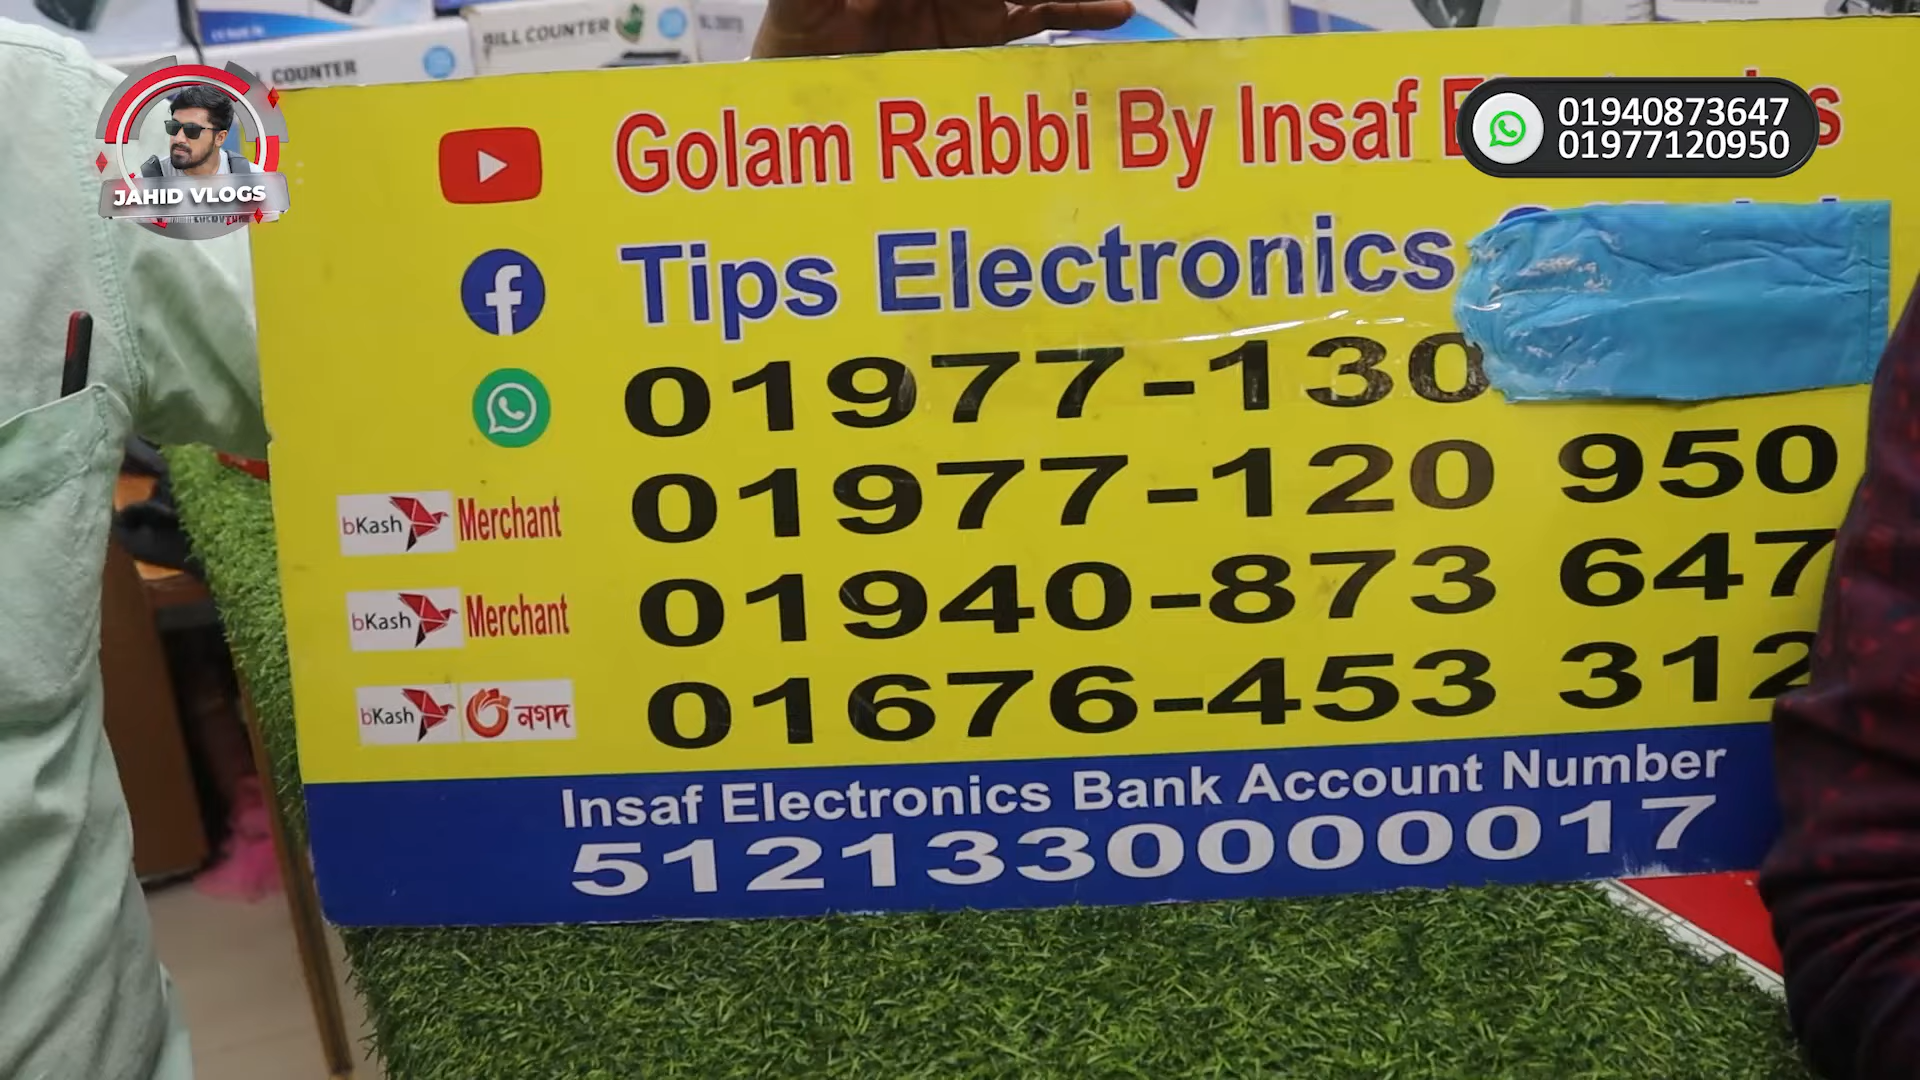 BILL COUNTER
COUNTER
JAHID VLOGS
01940873647
01977120950
Golam Rabbi By Insaf
Tips Electronics
01977-130
bKash Merchant 01977-120 950
bKash Merchant 01940-873 647
bKash নগদ 01676-453 312
Insaf Electronics Bank Account Number
5121330000017